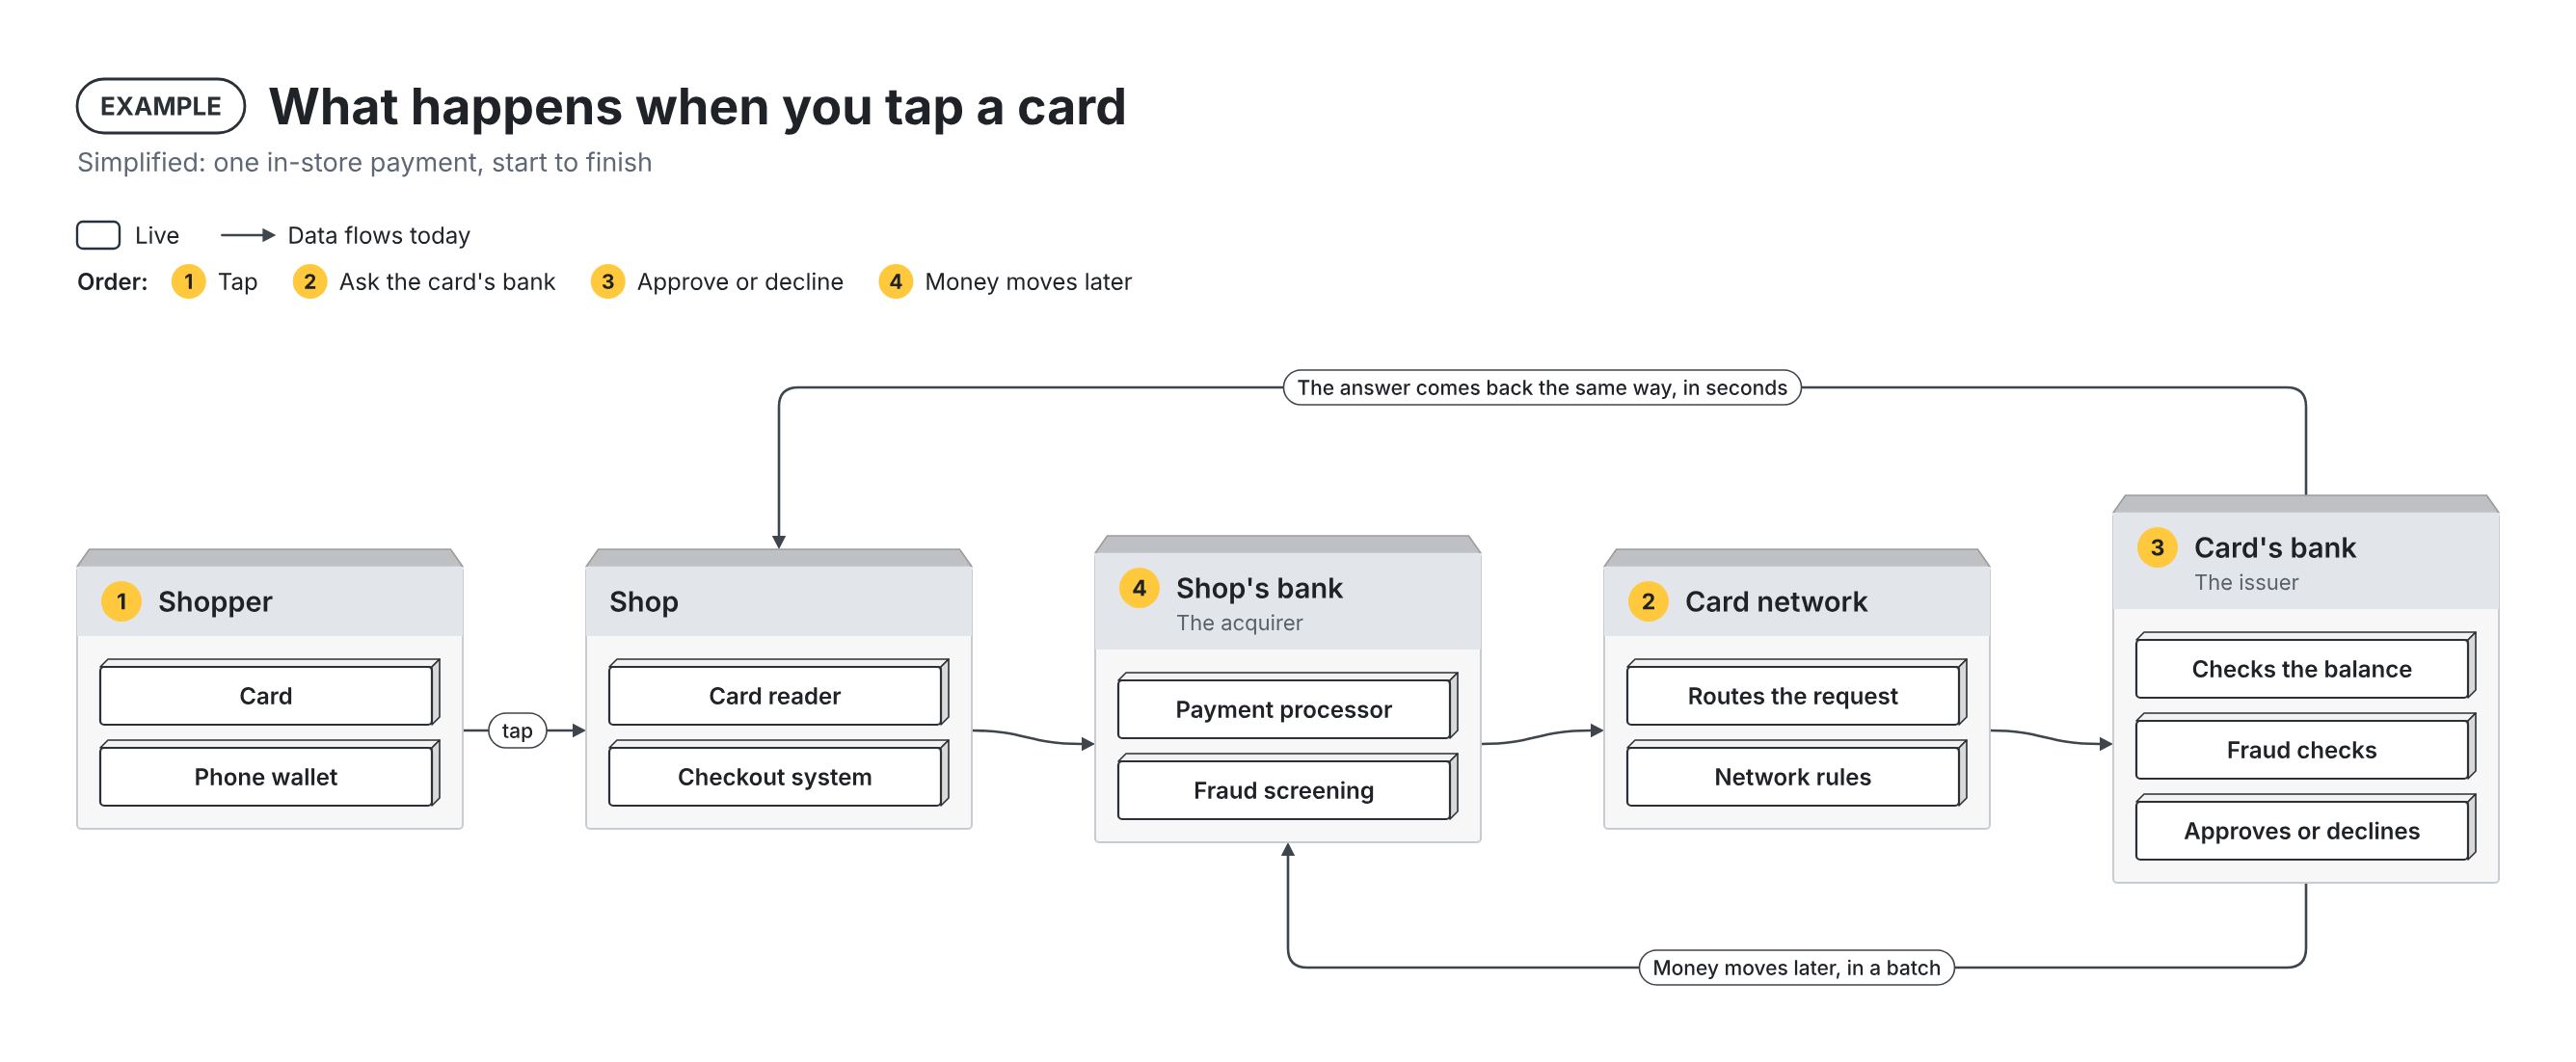 EXAMPLE What happens when you tap a card
Simplified: one in-store payment, start to finish
Live Data flows today
Order: 1 Tap 2 Ask the card's bank 3 Approve or decline 4 Money moves later
The answer comes back the same way, in seconds
1 Shopper
Card
Phone wallet
tap
Shop
Card reader
Checkout system
4 Shop's bank
The acquirer
Payment processor
Fraud screening
2 Card network
Routes the request
Network rules
3 Card's bank
The issuer
Checks the balance
Fraud checks
Approves or declines
Money moves later, in a batch